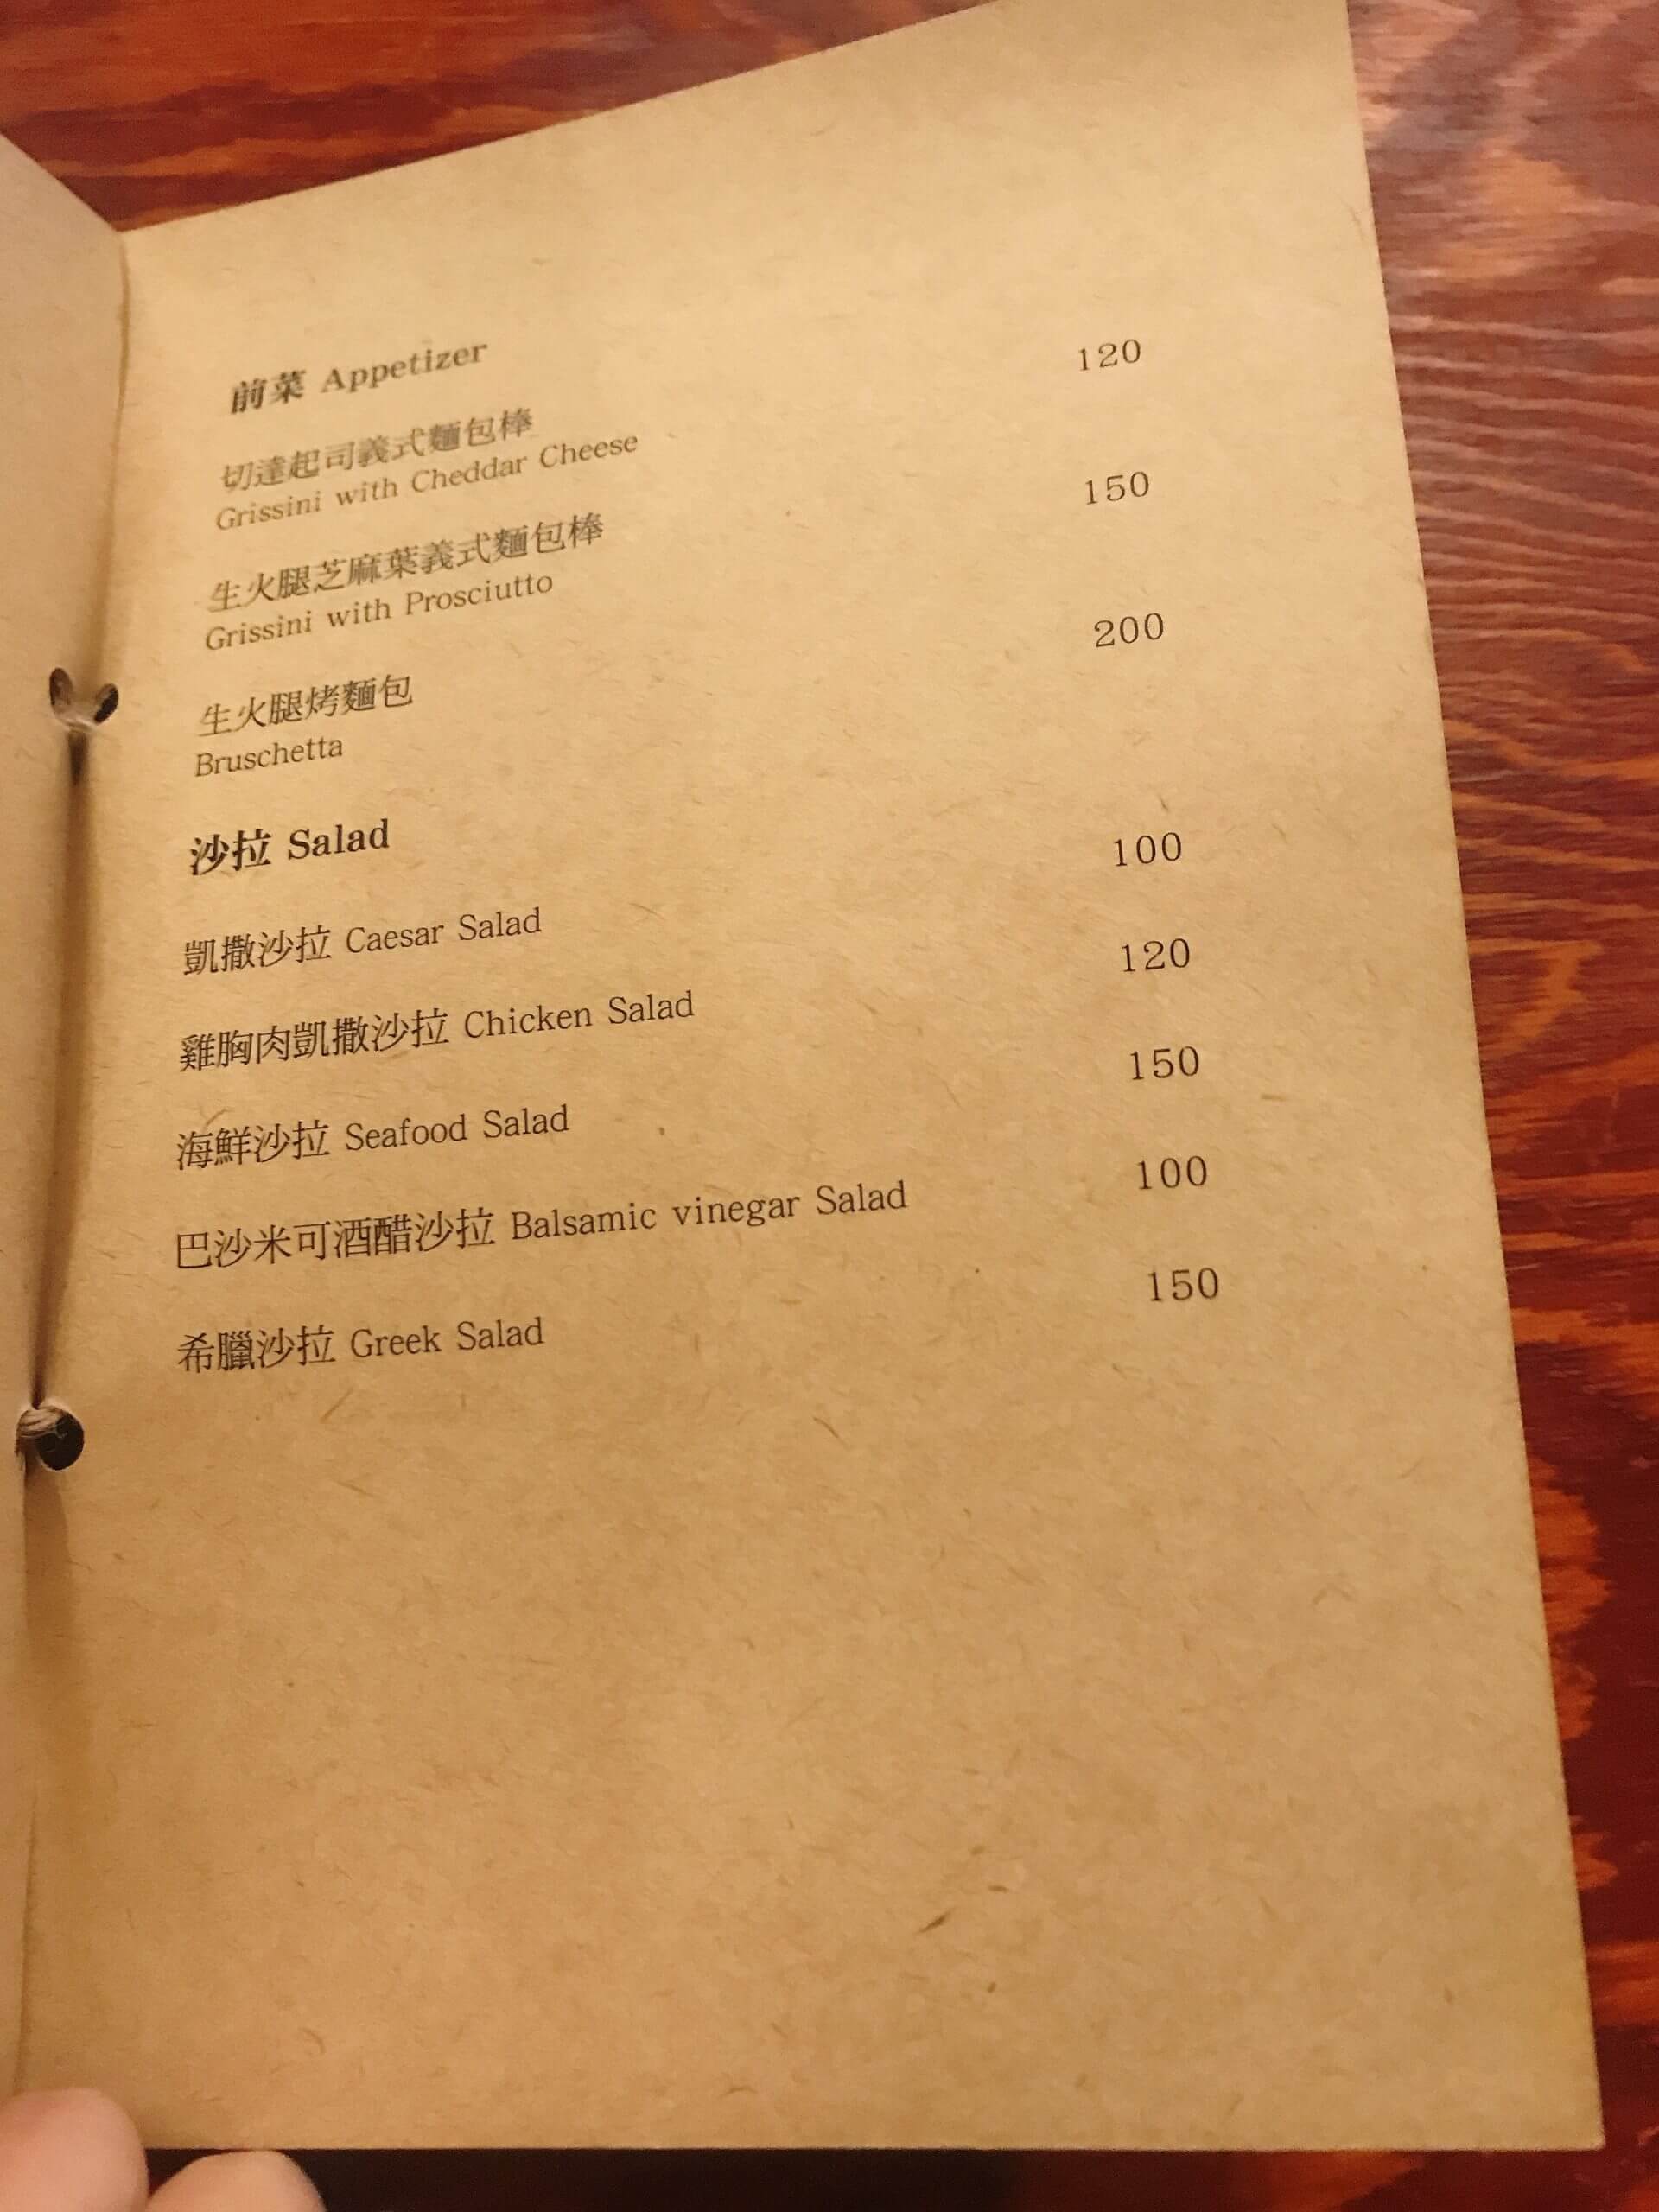 前菜 Appetizer
切達起司義式麵包棒 120
Grissini with Cheddar Cheese
生火腿芝麻葉義式麵包棒 150
Grissini with Prosciutto
生火腿烤麵包 200
Bruschetta
沙拉 Salad
凱撒沙拉 Caesar Salad 100
雞胸肉凱撒沙拉 Chicken Salad 120
海鮮沙拉 Seafood Salad 150
巴沙米可酒醋沙拉 Balsamic vinegar Salad 100
希臘沙拉 Greek Salad 150